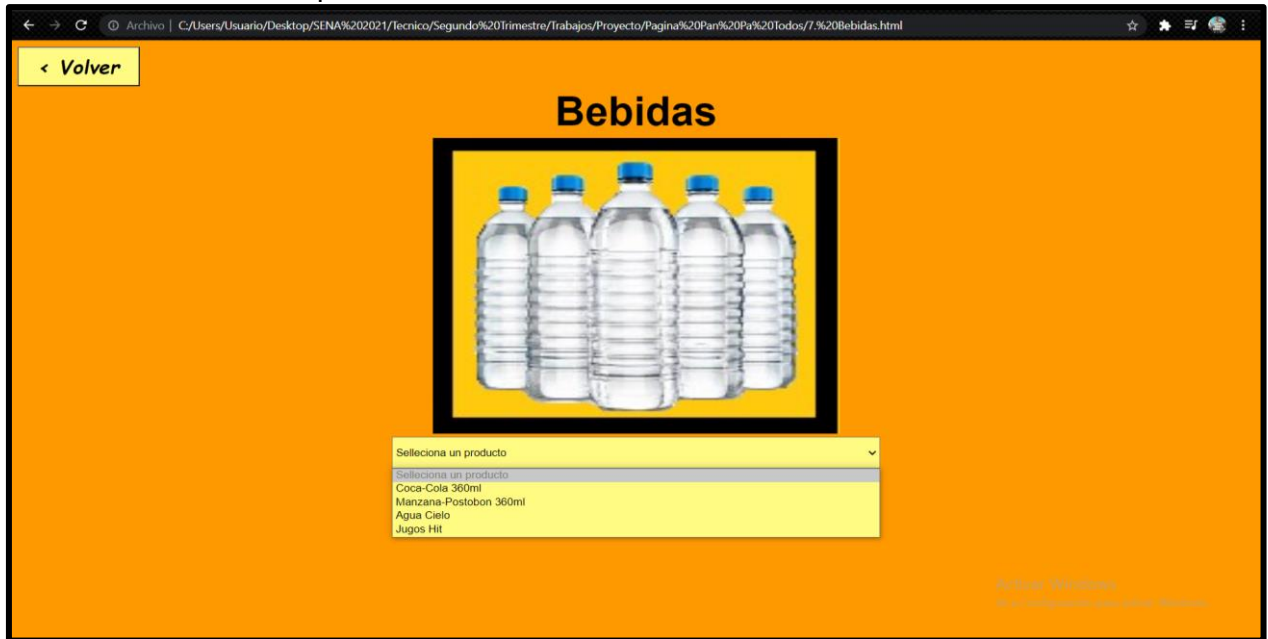 Archivo | C:/Users/Usuario/Desktop/SENA%202021/Tecnico/Segundo%20Trimestre/Trabajos/Proyecto/Pagina%20Pan%20Pa%20Todos/7.%20Bebidas.html
< Volver
Bebidas
Selleciona un producto
Selleciona un producto
Coca-Cola 360ml
Manzana-Postobon 360ml
Agua Cielo
Jugos Hit
Activar Windows